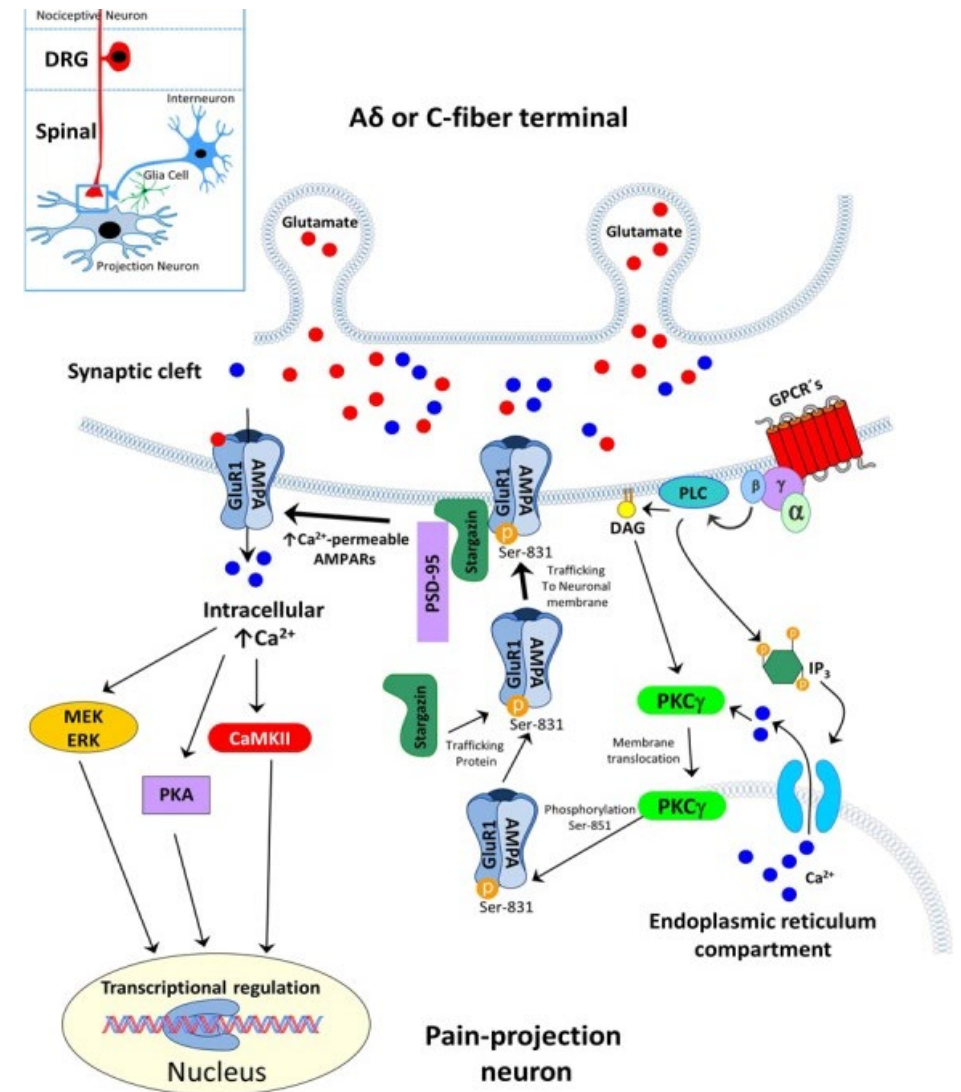 Nociceptive Neuron
DRG
Interneuron
Spinal
Glia Cell
Projection Neuron
Aδ or C-fiber terminal
Glutamate
Glutamate
Synaptic cleft
GPCR´s
GluR1
AMPA
GluR1
AMPA
P
Ser-831
Stargazin
PSD-95
↑Ca²⁺-permeable
AMPARs
DAG
PLC
β
γ
α
Trafficking
To Neuronal
membrane
Intracellular
↑Ca²⁺
GluR1
AMPA
P
Ser-831
IP₃
P
P
P
MEK
ERK
CaMKII
PKA
Stargazin
Trafficking
Protein
PKCγ
Membrane
translocation
PKCγ
Phosphorylation
Ser-851
GluR1
AMPA
P
Ser-831
Ca²⁺
Endoplasmic reticulum
compartment
Transcriptional regulation
Nucleus
Pain-projection
neuron